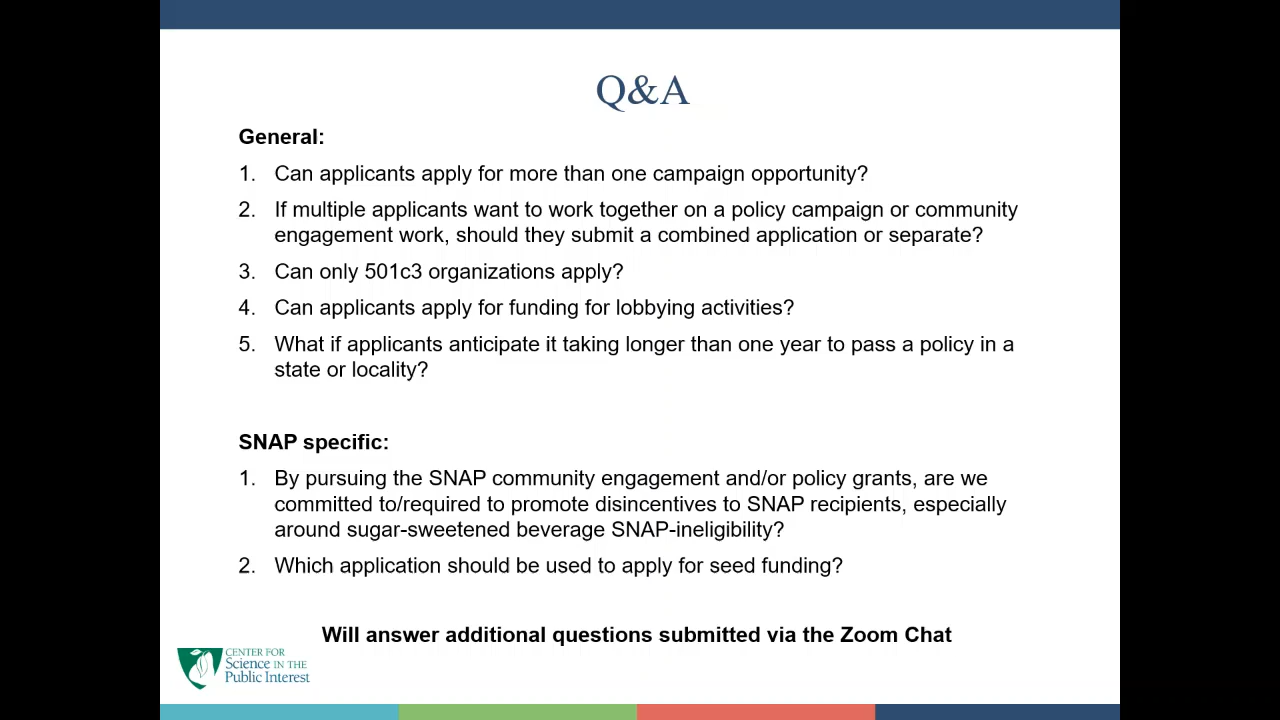 Q&A
General:
1. Can applicants apply for more than one campaign opportunity?
2. If multiple applicants want to work together on a policy campaign or community
engagement work, should they submit a combined application or separate?
3. Can only 501c3 organizations apply?
4. Can applicants apply for funding for lobbying activities?
5. What if applicants anticipate it taking longer than one year to pass a policy in a
state or locality?
SNAP specific:
1. By pursuing the SNAP community engagement and/or policy grants, are we
committed to/required to promote disincentives to SNAP recipients, especially
around sugar-sweetened beverage SNAP-ineligibility?
2. Which application should be used to apply for seed funding?
Will answer additional questions submitted via the Zoom Chat
CENTER FOR
Science IN THE
Public Interest